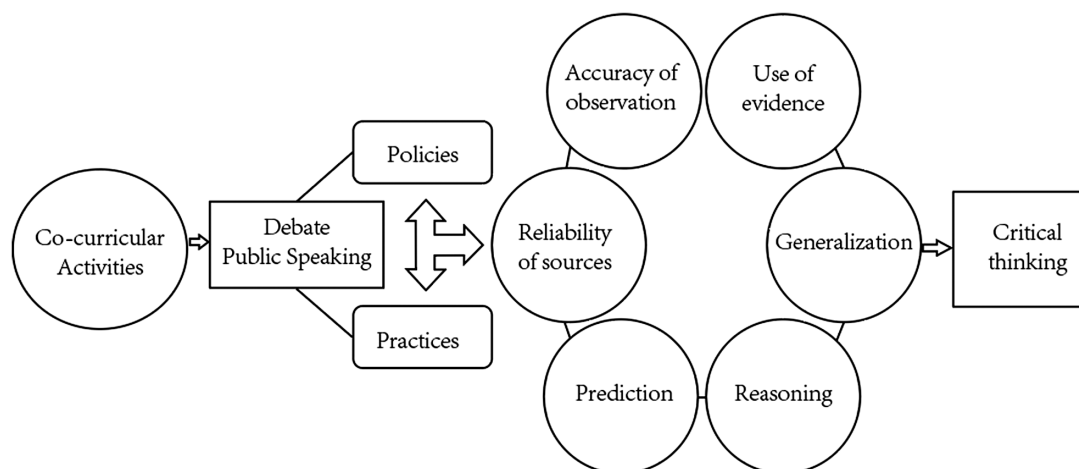 Co-curricular
Activities
Debate
Public Speaking
Policies
Practices
Reliability
of sources
Accuracy of
observation
Use of
evidence
Generalization
Prediction
Reasoning
Critical
thinking